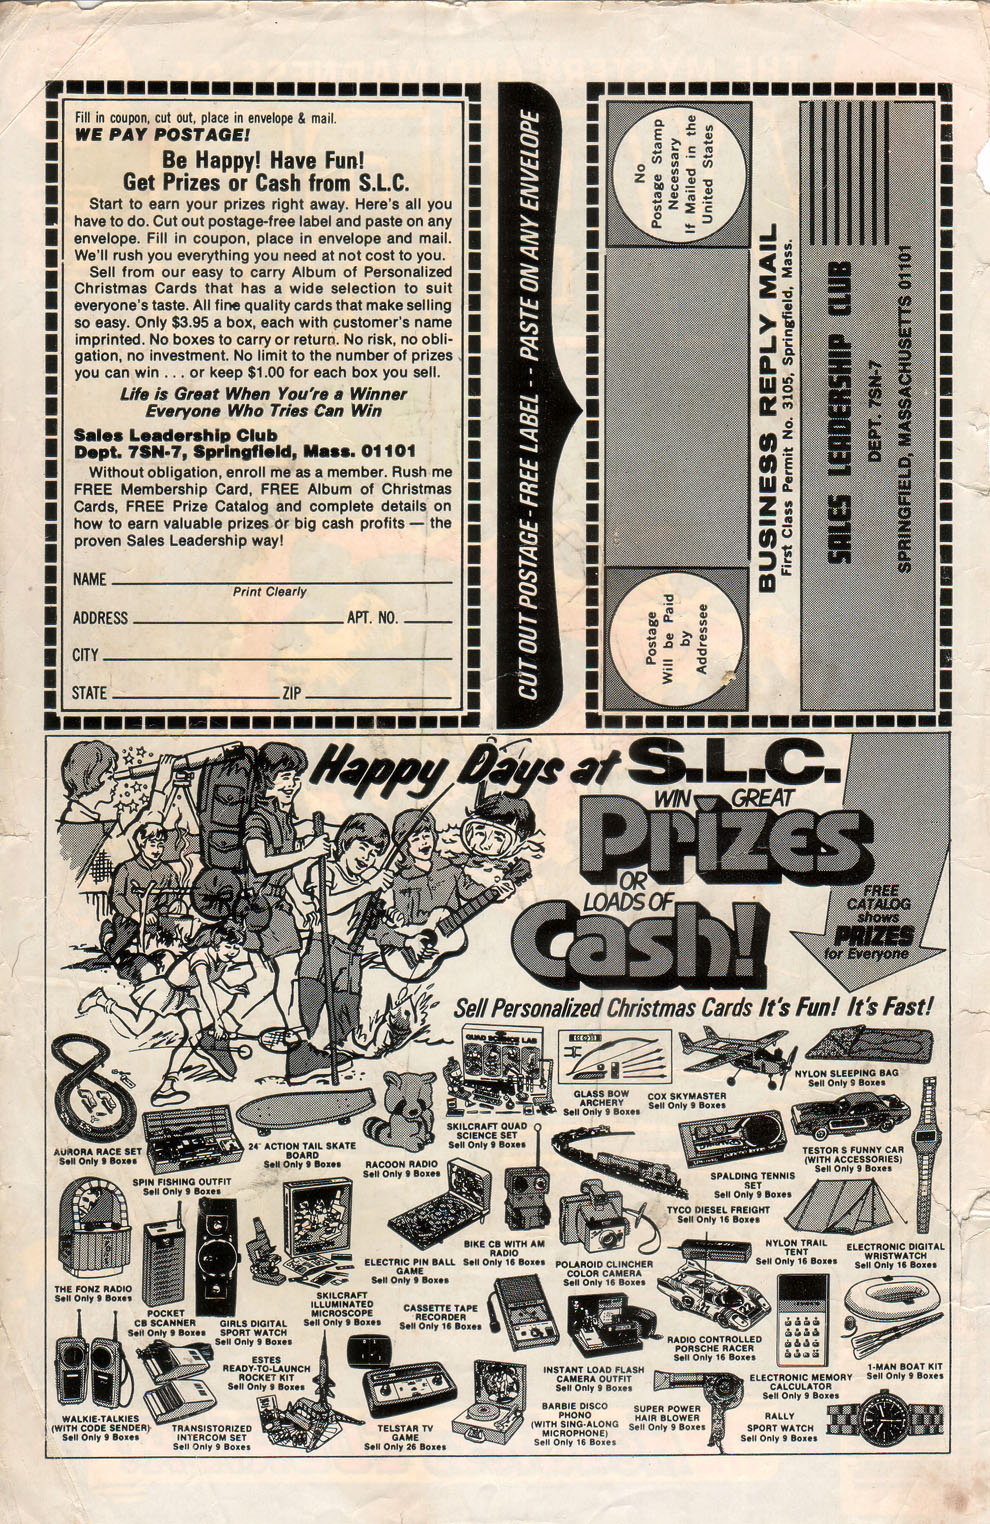 Fill in coupon, cut out, place in envelope & mail.
WE PAY POSTAGE!
Be Happy! Have Fun!
Get Prizes or Cash from S.L.C.
Start to earn your prizes right away. Here's all you
have to do. Cut out postage-free label and paste on any
envelope. Fill in coupon, place in envelope and mail.
We'll rush you everything you need at not cost to you.
Sell from our easy to carry Album of Personalized
Christmas Cards that has a wide selection to suit
everyone's taste. All fine quality cards that make selling
so easy. Only $3.95 a box, each with customer's name
imprinted. No boxes to carry or return. No risk, no obli-
gation, no investment. No limit to the number of prizes
you can win . . . or keep $1.00 for each box you sell.
Life is Great When You're a Winner
Everyone Who Tries Can Win
Sales Leadership Club
Dept. 7SN-7, Springfield, Mass. 01101
Without obligation, enroll me as a member. Rush me
FREE Membership Card, FREE Album of Christmas
Cards, FREE Prize Catalog and complete details on
how to earn valuable prizes or big cash profits — the
proven Sales Leadership way!
NAME
Print Clearly
ADDRESS APT. NO.
CITY
STATE ZIP
CUT OUT POSTAGE-FREE LABEL -- PASTE ON ANY ENVELOPE
No
Postage Stamp
Necessary
If Mailed in the
United States
Postage
Will be Paid
by
Addressee
BUSINESS REPLY MAIL
First Class Permit No. 3105, Springfield, Mass.
SALES LEADERSHIP CLUB
DEPT. 7SN-7
SPRINGFIELD, MASSACHUSETTS 01101
Happy Days at S.L.C.
WIN GREAT
Prizes
OR
LOADS OF
Cash!
FREE
CATALOG
shows
PRIZES
for Everyone
Sell Personalized Christmas Cards It's Fun! It's Fast!
AURORA RACE SET
Sell Only 9 Boxes
SPIN FISHING OUTFIT
Sell Only 9 Boxes
24" ACTION TAIL SKATE
BOARD
Sell Only 9 Boxes
RACOON RADIO
Sell Only 9 Boxes
QUAD SCIENCE LAB
SKILCRAFT QUAD
SCIENCE SET
Sell Only 9 Boxes
GLASS BOW
ARCHERY
Sell Only 9 Boxes
COX SKYMASTER
Sell Only 9 Boxes
NYLON SLEEPING BAG
Sell Only 9 Boxes
TESTOR S FUNNY CAR
(WITH ACCESSORIES)
Sell Only 9 Boxes
SPALDING TENNIS
SET
Sell Only 9 Boxes
TYCO DIESEL FREIGHT
Sell Only 16 Boxes
THE FONZ RADIO
Sell Only 9 Boxes
POCKET
CB SCANNER
Sell Only 9 Boxes
GIRLS DIGITAL
SPORT WATCH
Sell Only 9 Boxes
SKILCRAFT
ILLUMINATED
MICROSCOPE
Sell Only 9 Boxes
ELECTRIC PIN BALL
GAME
Sell Only 9 Boxes
BIKE CB WITH AM
RADIO
Sell Only 16 Boxes
POLAROID CLINCHER
COLOR CAMERA
Sell Only 16 Boxes
NYLON TRAIL
TENT
Sell Only 16 Boxes
ELECTRONIC DIGITAL
WRISTWATCH
Sell Only 16 Boxes
CASSETTE TAPE
RECORDER
Sell Only 16 Boxes
RADIO CONTROLLED
PORSCHE RACER
Sell Only 16 Boxes
1-MAN BOAT KIT
Sell Only 9 Boxes
WALKIE-TALKIES
(WITH CODE SENDER)
Sell Only 9 Boxes
TRANSISTORIZED
INTERCOM SET
Sell Only 9 Boxes
ESTES
READY-TO-LAUNCH
ROCKET KIT
Sell Only 9 Boxes
TELSTAR TV
GAME
Sell Only 26 Boxes
INSTANT LOAD FLASH
CAMERA OUTFIT
Sell Only 9 Boxes
BARBIE DISCO
PHONO
(WITH SING-ALONG
MICROPHONE)
Sell Only 16 Boxes
SUPER POWER
HAIR BLOWER
Sell Only 9 Boxes
ELECTRONIC MEMORY
CALCULATOR
Sell Only 9 Boxes
RALLY
SPORT WATCH
Sell Only 9 Boxes